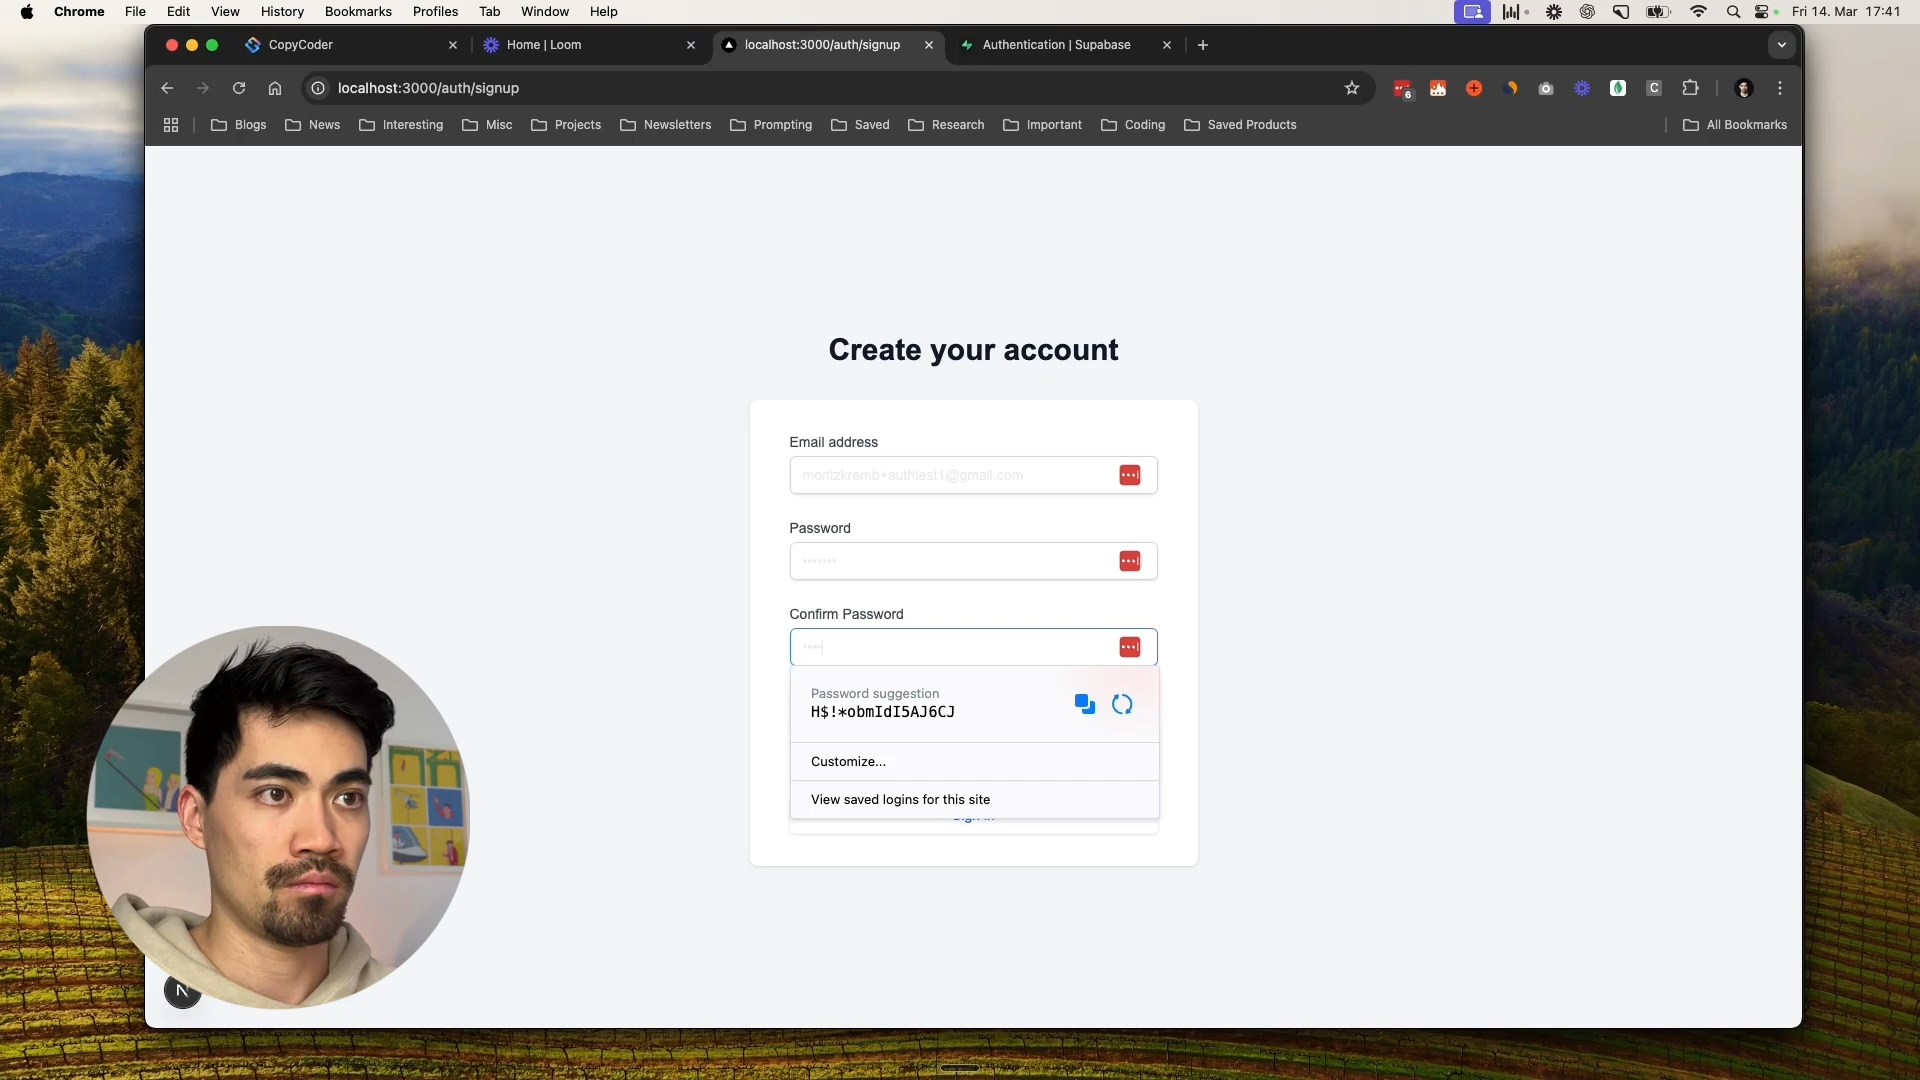 Chrome File Edit View History Bookmarks Profiles Tab Window Help Fri 14. Mar 17:41
CopyCoder Home | Loom localhost:3000/auth/signup Authentication | Supabase
localhost:3000/auth/signup 6 C
Blogs News Interesting Misc Projects Newsletters Prompting Saved Research Important Coding Saved Products All Bookmarks
Create your account
Email address
moritzkremb+authtest1@gmail.com
Password
Confirm Password
Password suggestion
H$!*obmIdI5AJ6CJ
Customize...
View saved logins for this site
Sign in
N